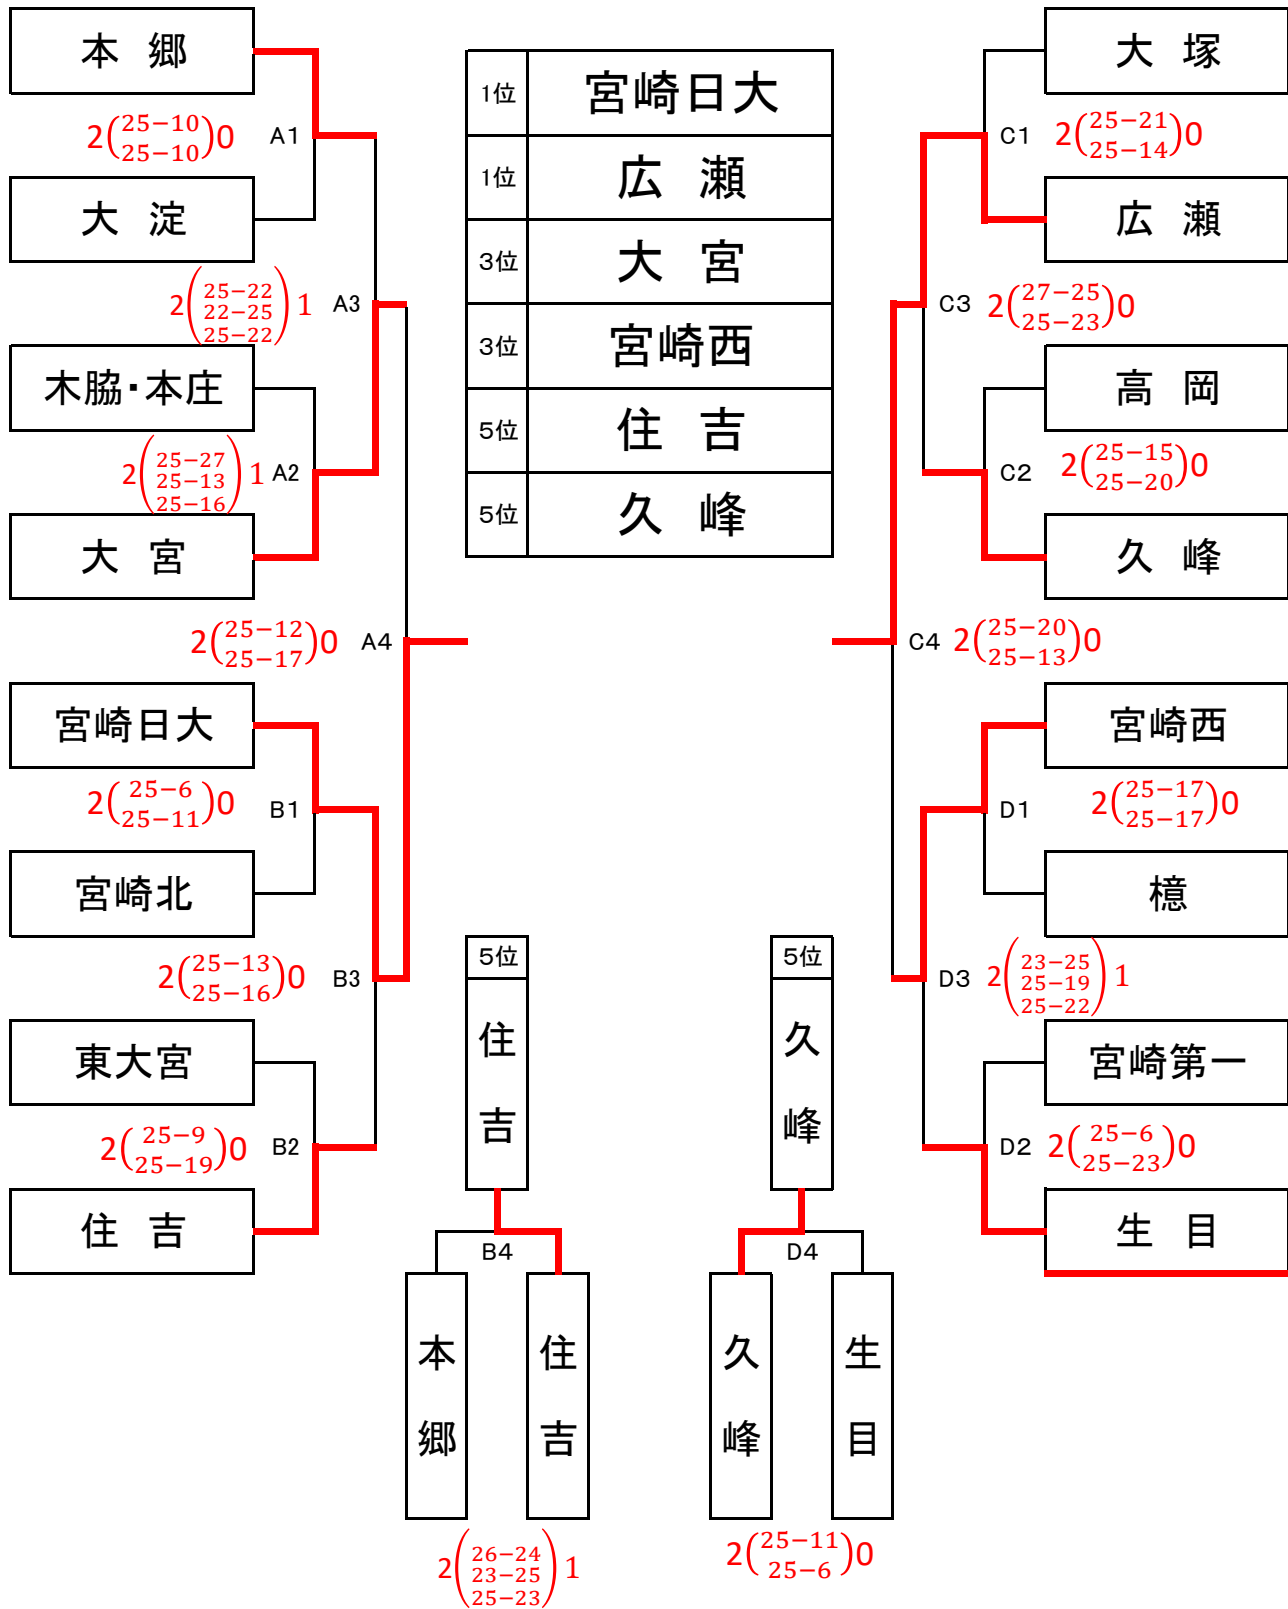 本 郷
2(25-10 25-10)0 A1
大 淀
2(25-22 22-25 25-22)1 A3
木脇・本庄
2(25-27 25-13 25-16)1 A2
大 宮
2(25-12 25-17)0 A4
宮崎日大
2(25-6 25-11)0 B1
宮崎北
2(25-13 25-16)0 B3
東大宮
2(25-9 25-19)0 B2
住 吉
1位 宮崎日大
1位 広 瀬
3位 大 宮
3位 宮崎西
5位 住 吉
5位 久 峰
大 塚
C1 2(25-21 25-14)0
広 瀬
C3 2(27-25 25-23)0
高 岡
C2 2(25-15 25-20)0
久 峰
C4 2(25-20 25-13)0
宮崎西
D1 2(25-17 25-17)0
檍
D3 2(23-25 25-19 25-22)1
宮崎第一
D2 2(25-6 25-23)0
生 目
5位
住吉
B4
本郷
住吉
2(26-24 23-25 25-23)1
5位
久峰
D4
久峰
生目
2(25-11 25-6)0